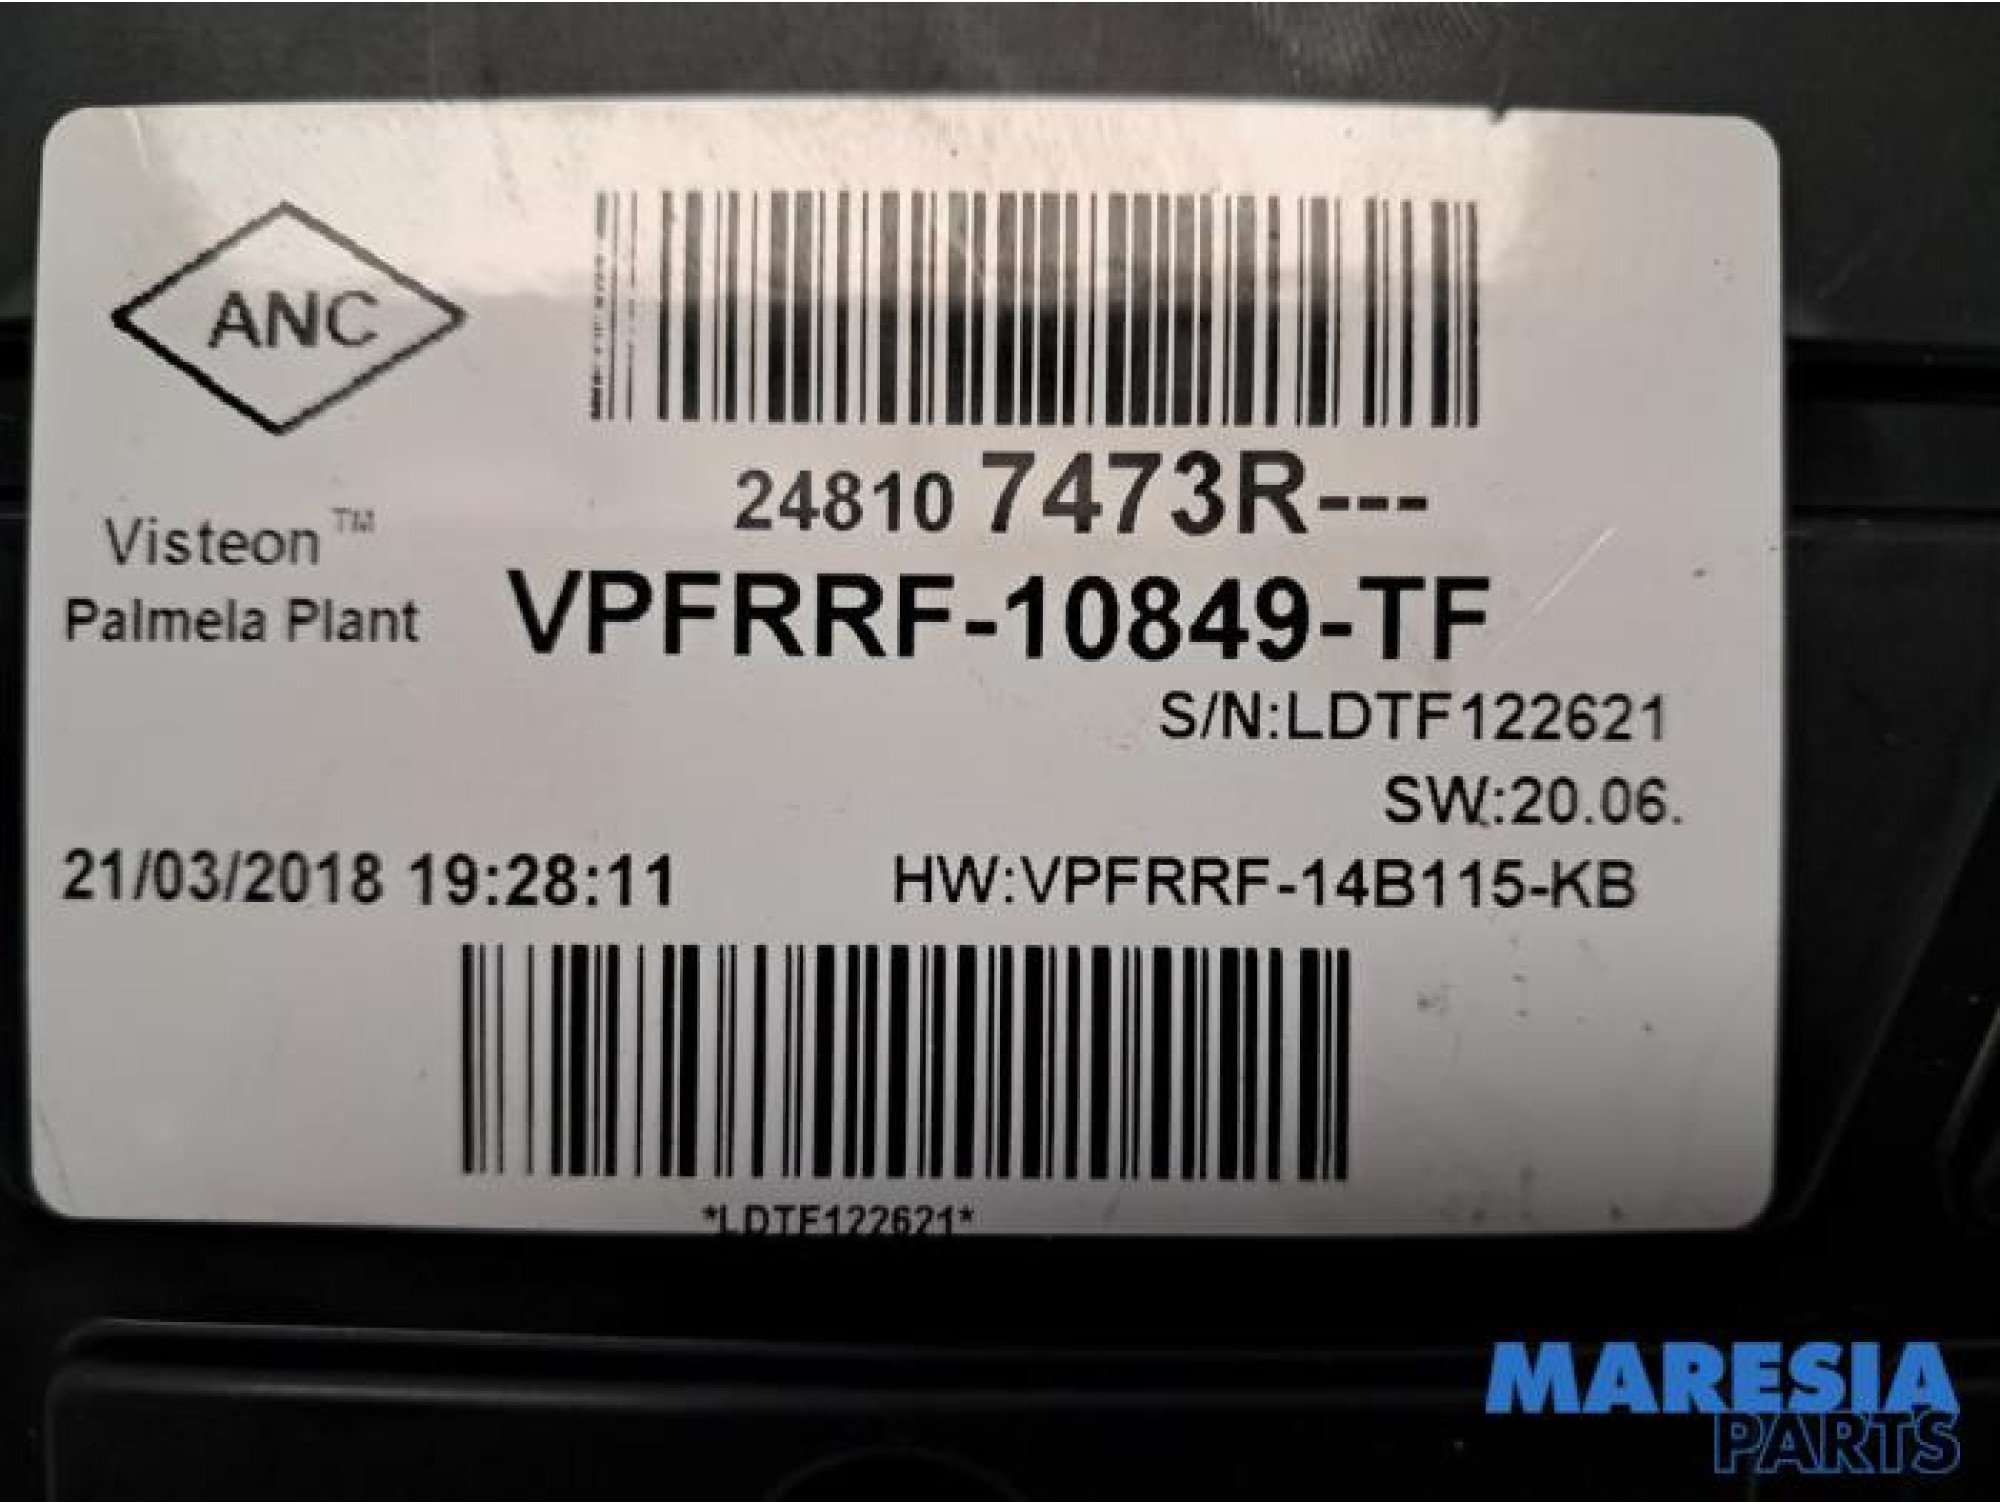 ANC
24810 7473R---
Visteon™
Palmela Plant
VPFRRF-10849-TF
S/N:LDTF122621
SW:20.06.
21/03/2018 19:28:11
HW:VPFRRF-14B115-KB
*LDTF122621*
MARESIA
PARTS